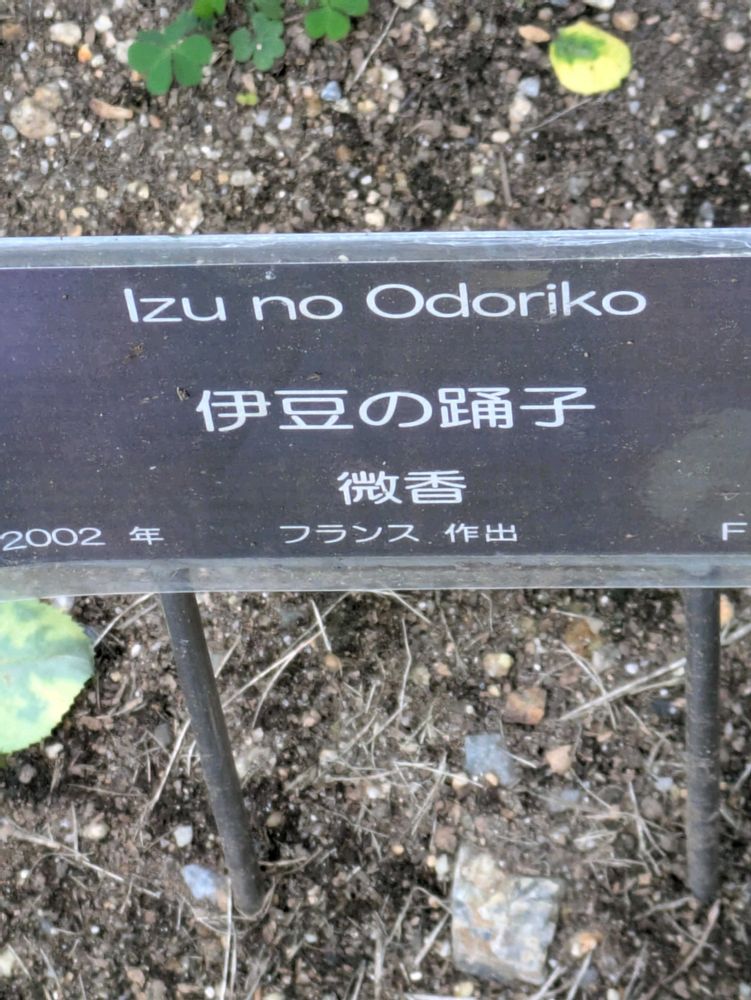 Izu no Odoriko
伊豆の踊子
微香
2002 年 フランス 作出 F